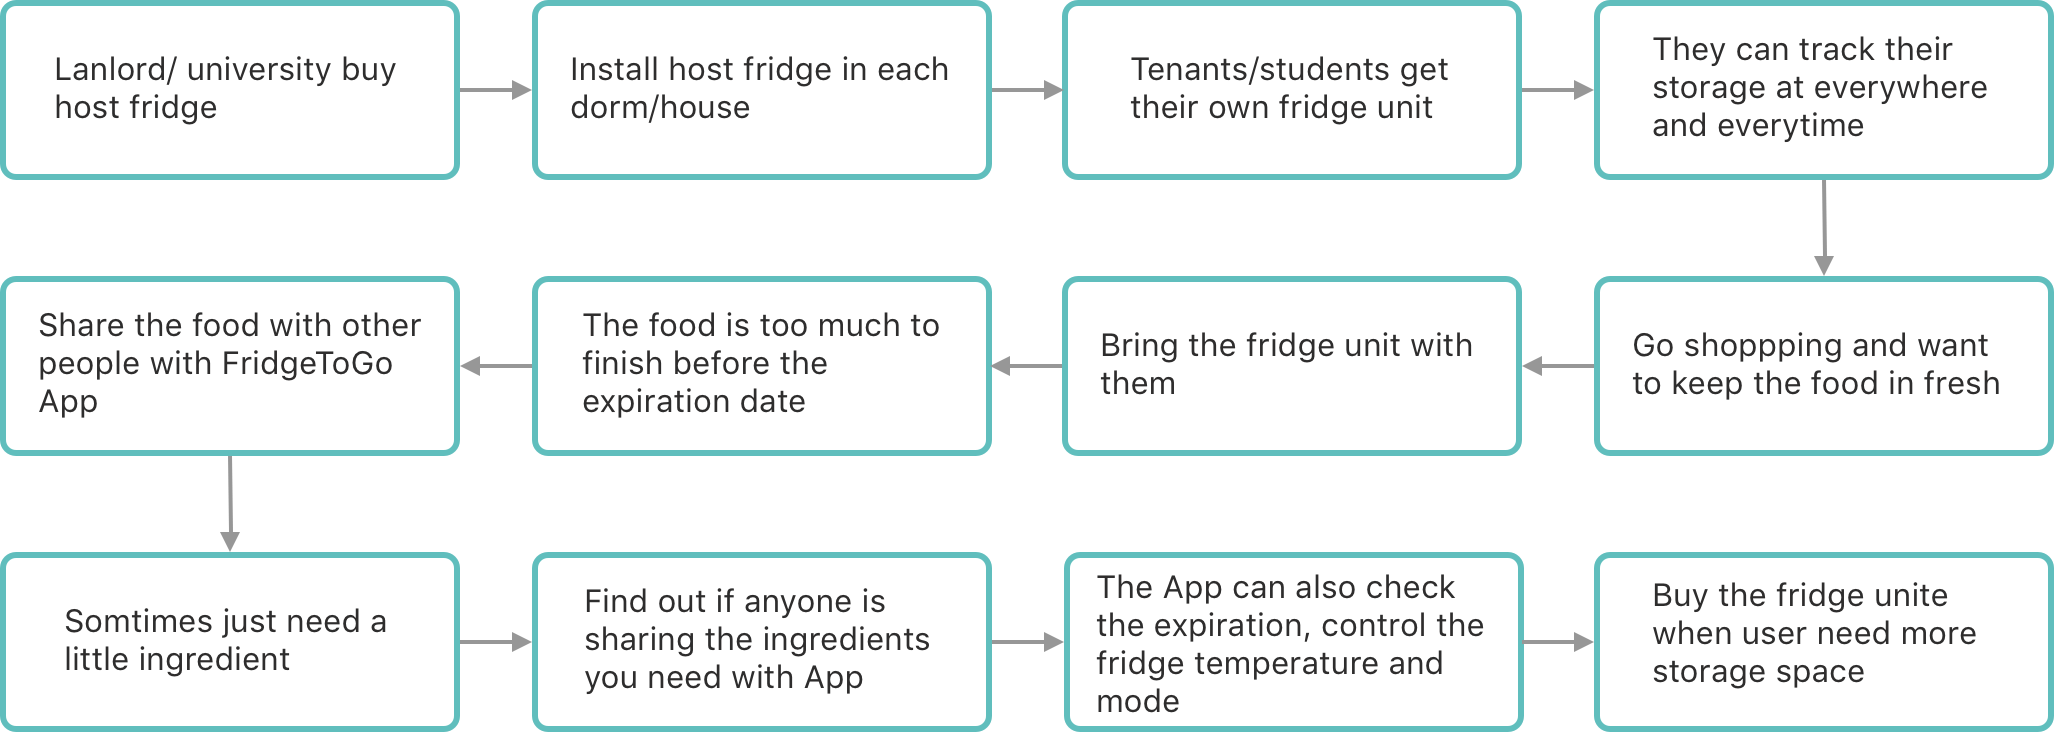 Lanlord/ university buy
host fridge
Install host fridge in each
dorm/house
Tenants/students get
their own fridge unit
They can track their
storage at everywhere
and everytime
Go shoppping and want
to keep the food in fresh
Bring the fridge unit with
them
The food is too much to
finish before the
expiration date
Share the food with other
people with FridgeToGo
App
Somtimes just need a
little ingredient
Find out if anyone is
sharing the ingredients
you need with App
The App can also check
the expiration, control the
fridge temperature and
mode
Buy the fridge unite
when user need more
storage space